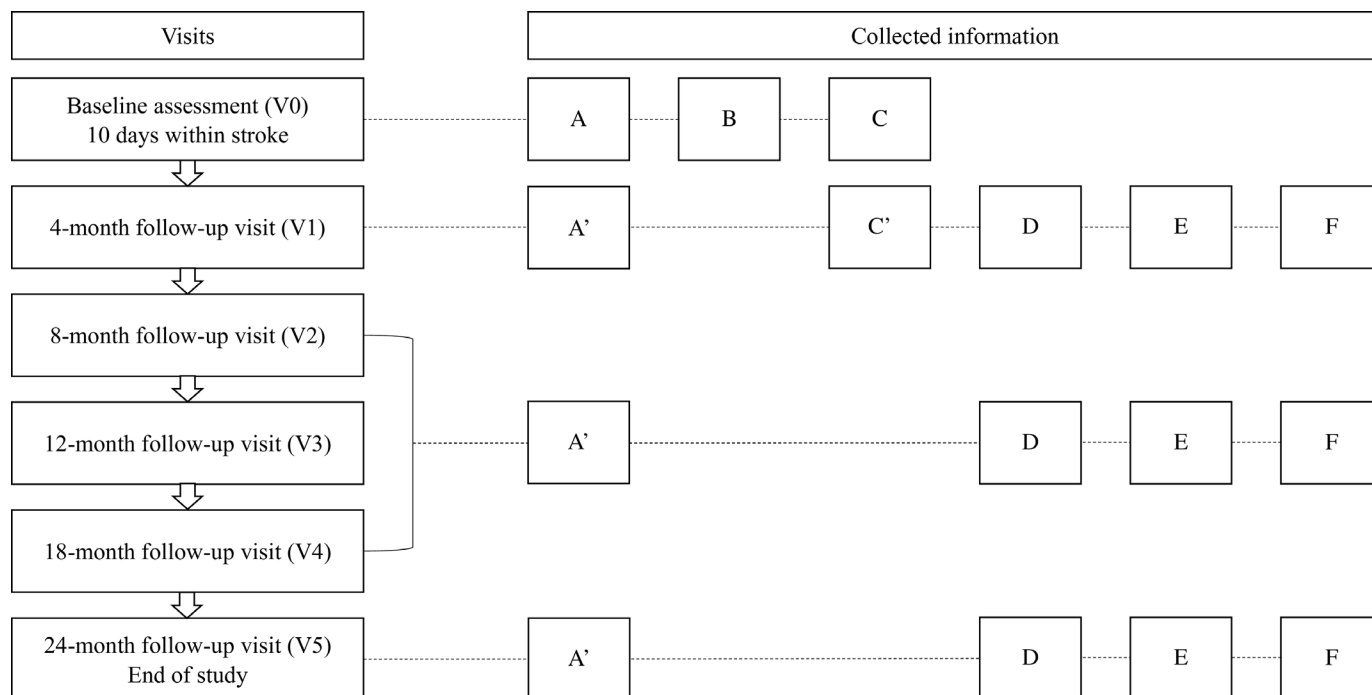 Visits
Collected information
Baseline assessment (V0)
10 days within stroke
A
B
C
4-month follow-up visit (V1)
A’
C’
D
E
F
8-month follow-up visit (V2)
12-month follow-up visit (V3)
A’
D
E
F
18-month follow-up visit (V4)
24-month follow-up visit (V5)
End of study
A’
D
E
F